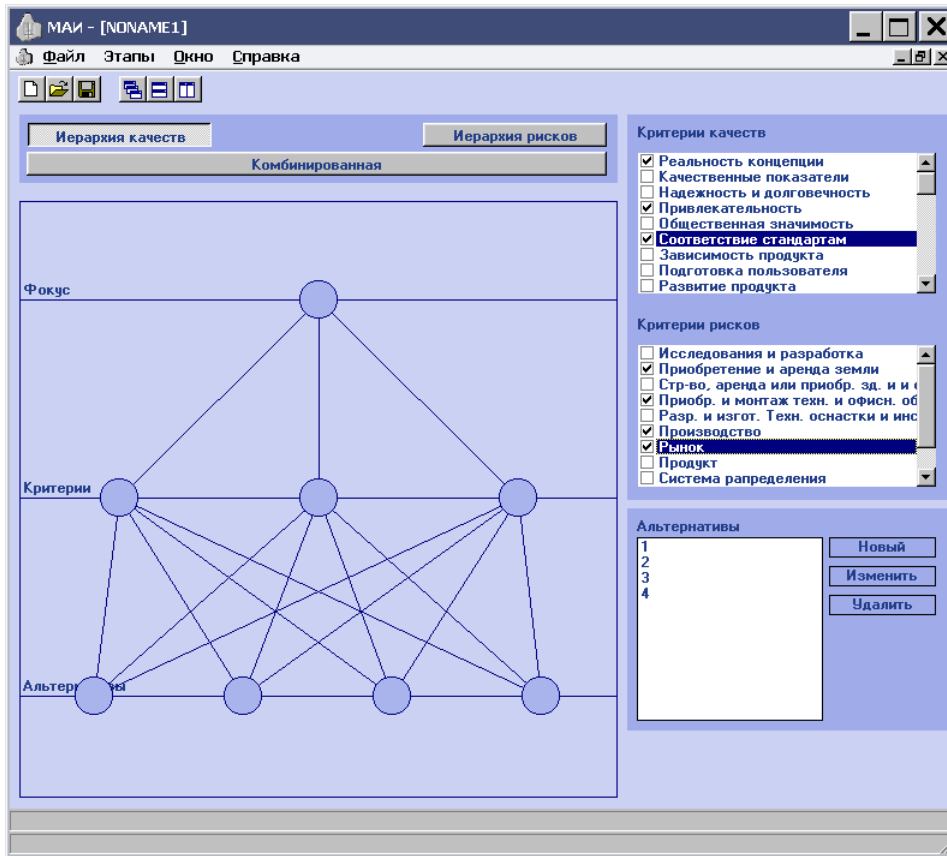 МАИ - [NONAME1]
Файл Этапы Окно Справка
Иерархия качеств
Иерархия рисков
Комбинированная
Фокус
Критерии
Альтер вы
Критерии качеств
Реальность концепции
Качественные показатели
Надежность и долговечность
Привлекательность
Общественная значимость
Соответствие стандартам
Зависимость продукта
Подготовка пользователя
Развитие продукта
Критерии рисков
Исследования и разработка
Приобретение и аренда земли
Стр-во, аренда или приобр. зд. и и с
Приобр. и монтаж техн. и офисн. об
Разр. и изгот. Техн. оснастки и инс
Производство
Рынок
Продукт
Система рапределения
Альтернативы
1
2
3
4
Новый
Изменить
Удалить